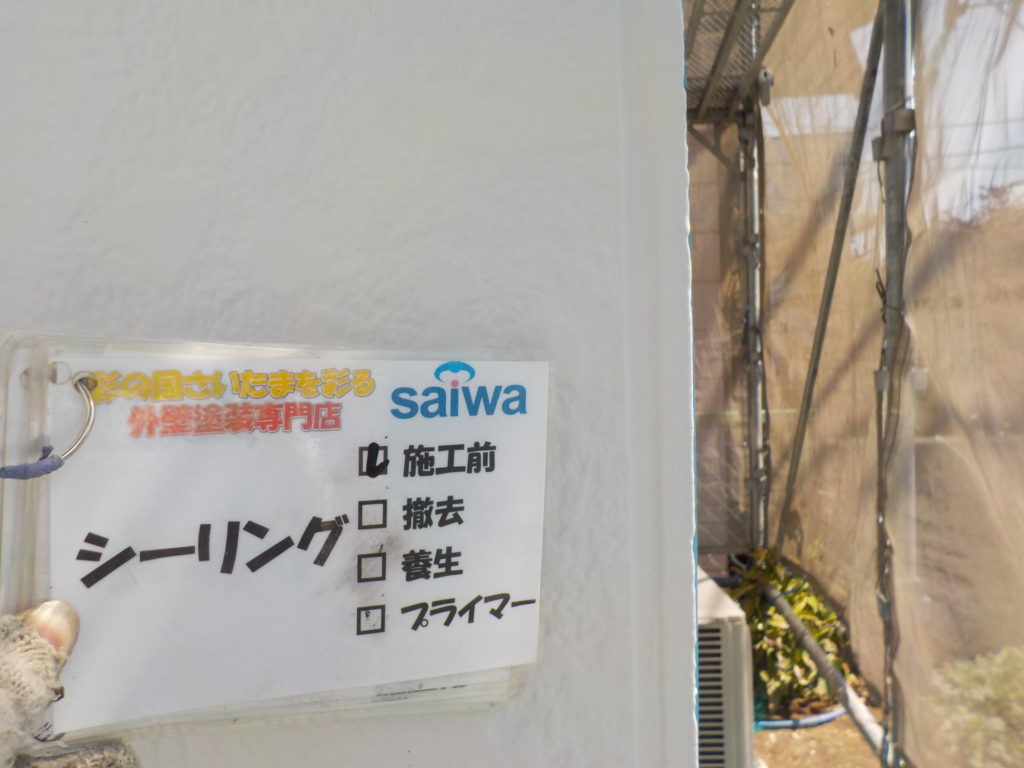 彩の国さいたまを彩る
外壁塗装専門店
saiwa
シーリング
施工前
撤去
養生
プライマー